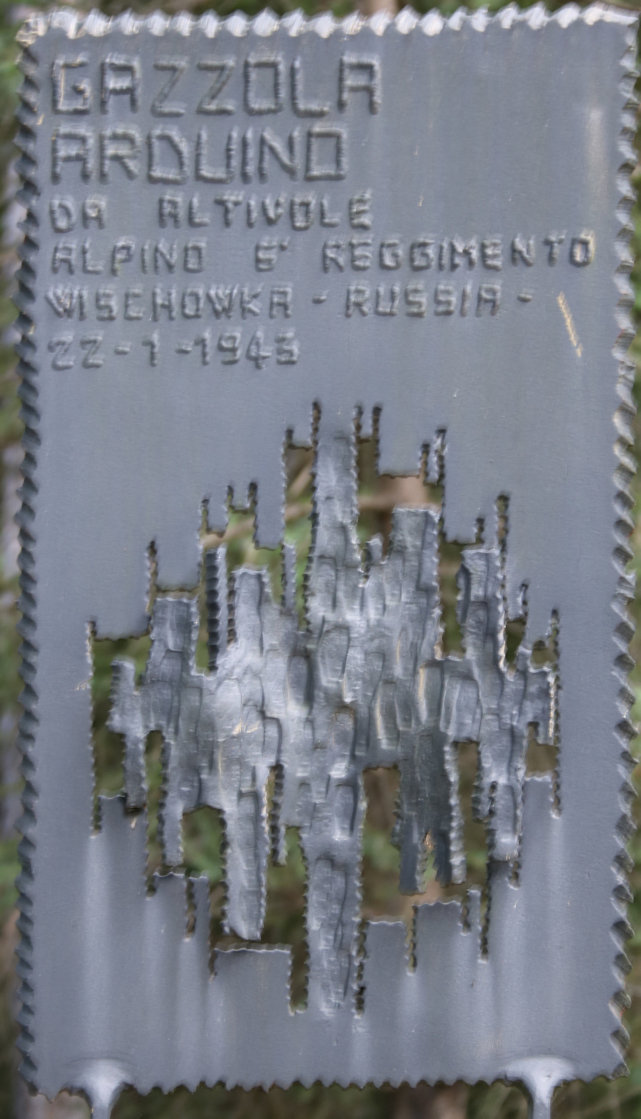 GAZZOLA
ARDUINO
DA ALTIVOLE
ALPINO 6° REGGIMENTO
WISCHOWKA - RUSSIA -
22-1-1943